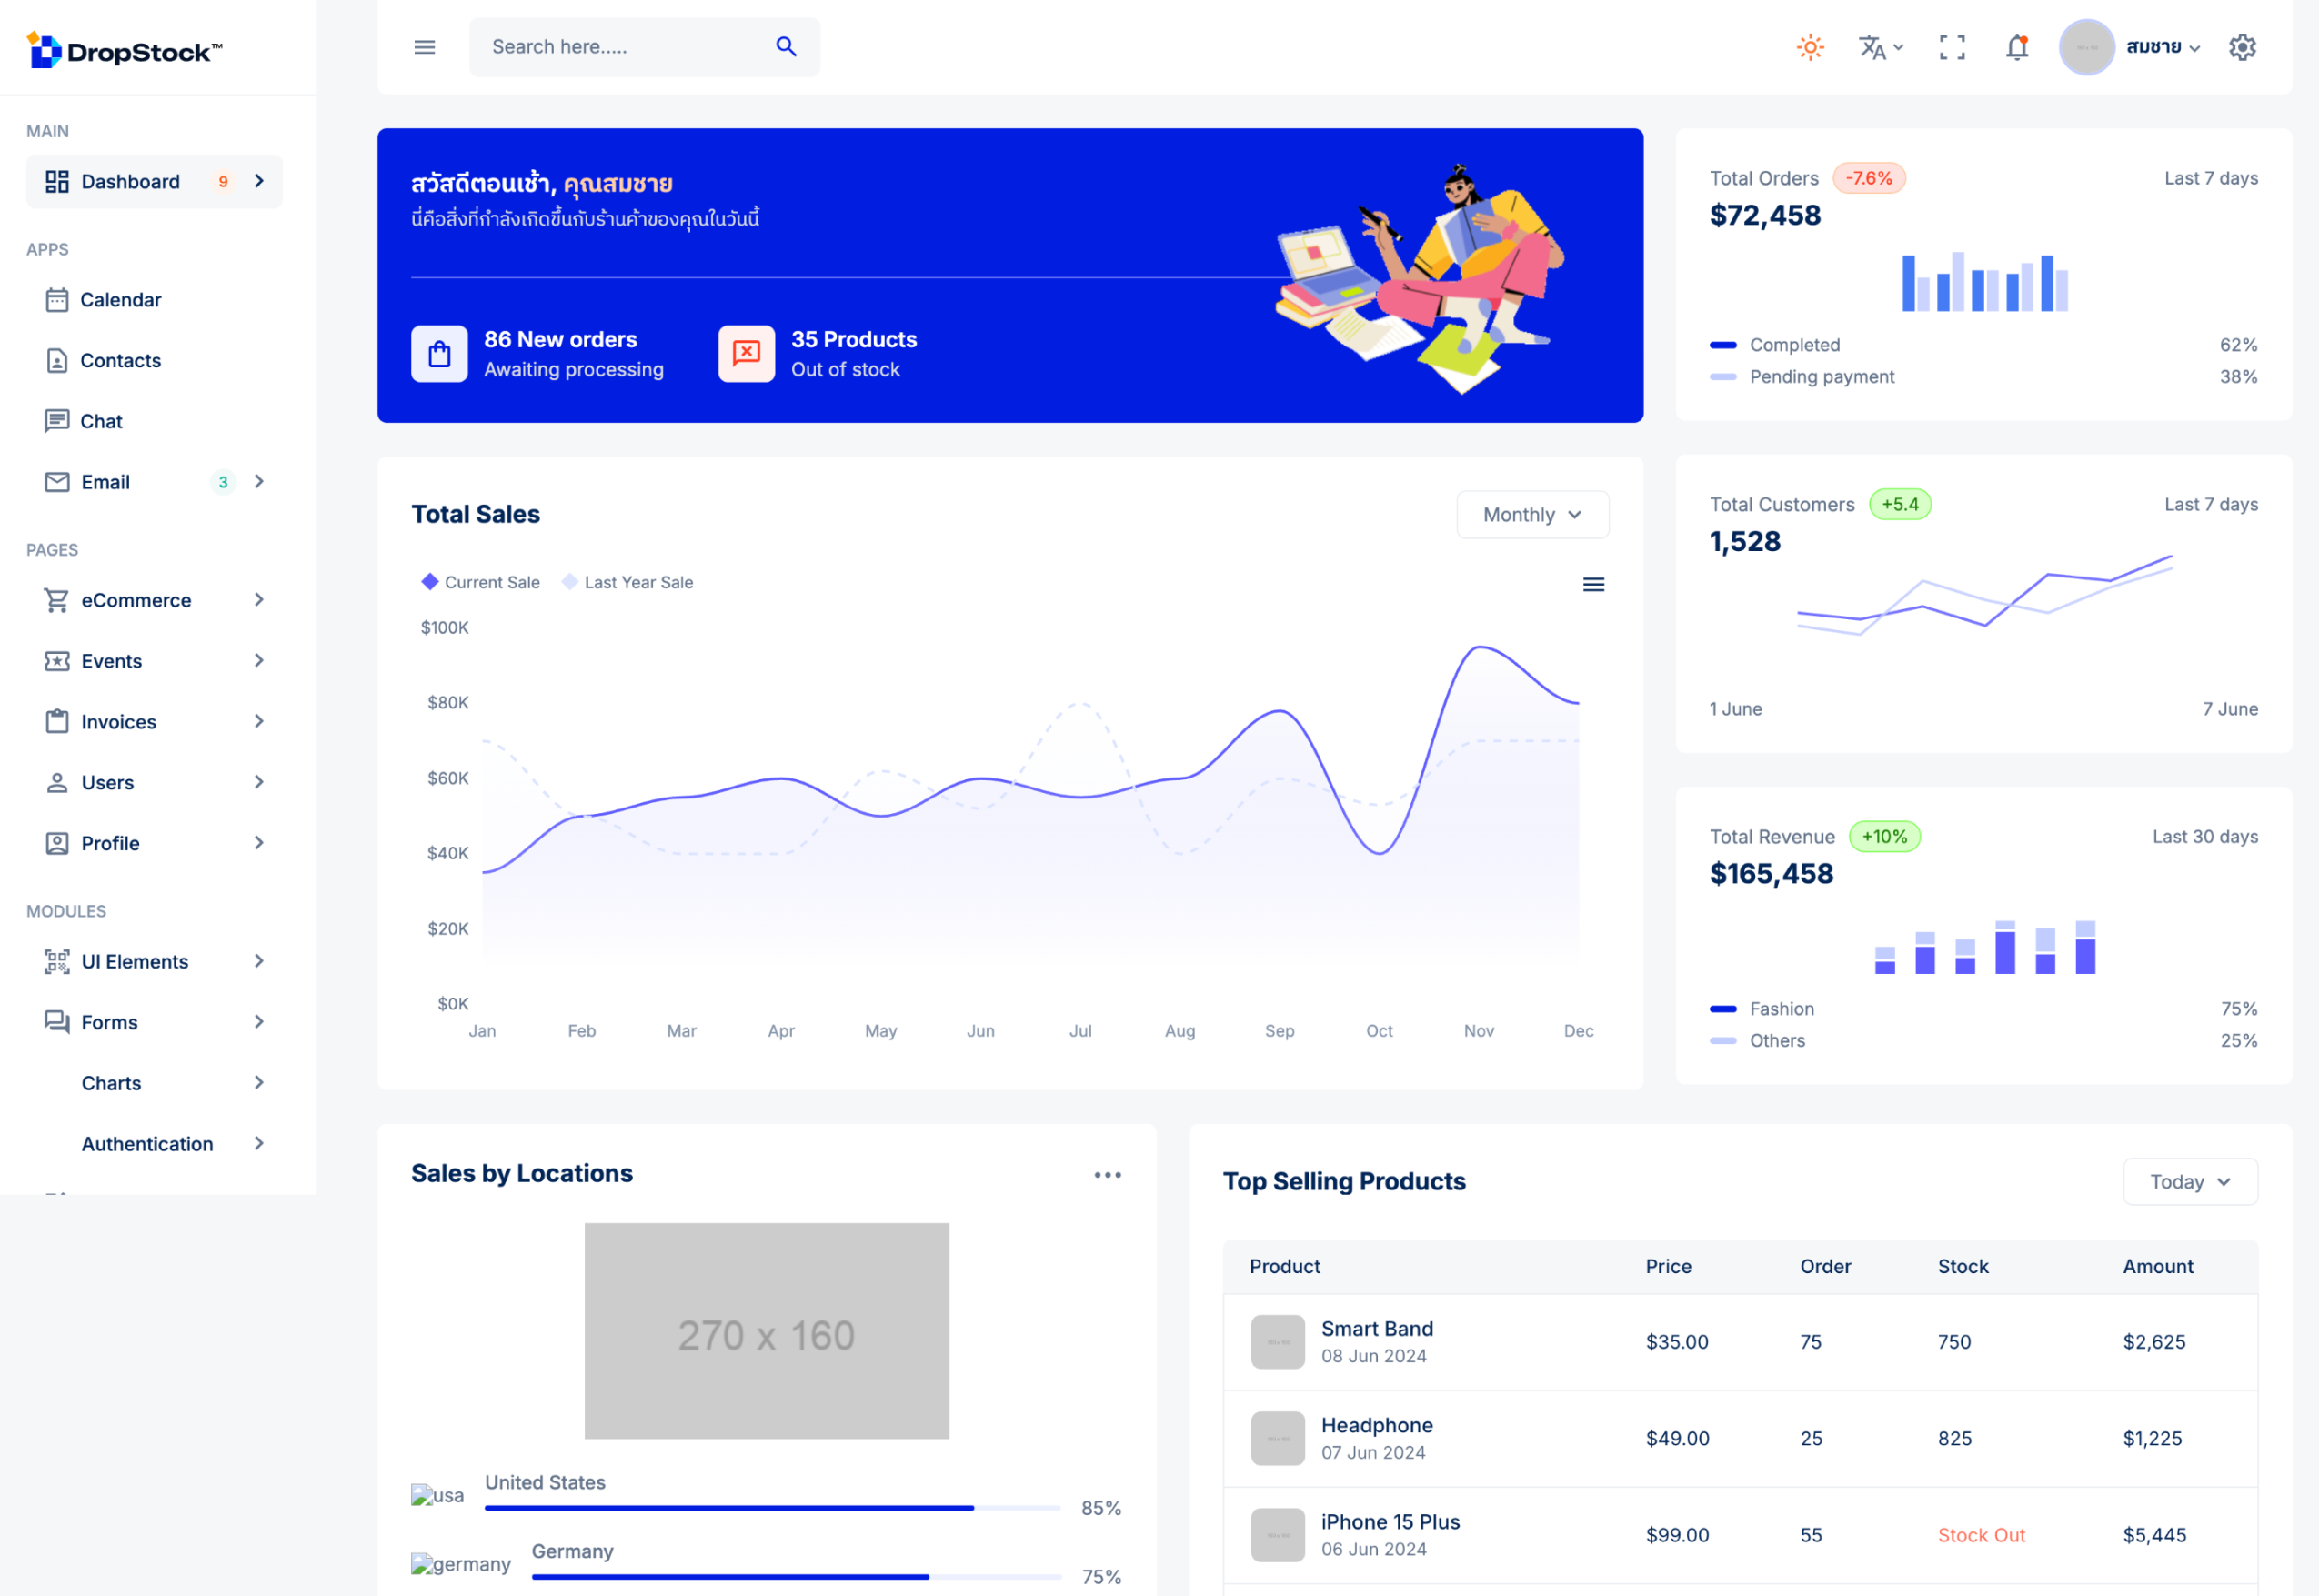 DropStock™
MAIN
Dashboard 9
APPS
Calendar
Contacts
Chat
Email 3
PAGES
eCommerce
Events
Invoices
Users
Profile
MODULES
UI Elements
Forms
Charts
Authentication
Search here.....
สมชาย
สวัสดีตอนเช้า, คุณสมชาย
นี่คือสิ่งที่กำลังเกิดขึ้นกับร้านค้าของคุณในวันนี้
86 New orders
Awaiting processing
35 Products
Out of stock
Total Orders -7.6% Last 7 days
$72,458
Completed 62%
Pending payment 38%
Total Sales
Monthly
Current Sale Last Year Sale
$100K
$80K
$60K
$40K
$20K
$0K
Jan Feb Mar Apr May Jun Jul Aug Sep Oct Nov Dec
Total Customers +5.4 Last 7 days
1,528
1 June 7 June
Total Revenue +10% Last 30 days
$165,458
Fashion 75%
Others 25%
Sales by Locations
270 x 160
usa
United States
85%
germany
Germany
75%
Top Selling Products
Today
Product Price Order Stock Amount
Smart Band
08 Jun 2024
$35.00 75 750 $2,625
Headphone
07 Jun 2024
$49.00 25 825 $1,225
iPhone 15 Plus
06 Jun 2024
$99.00 55 Stock Out $5,445